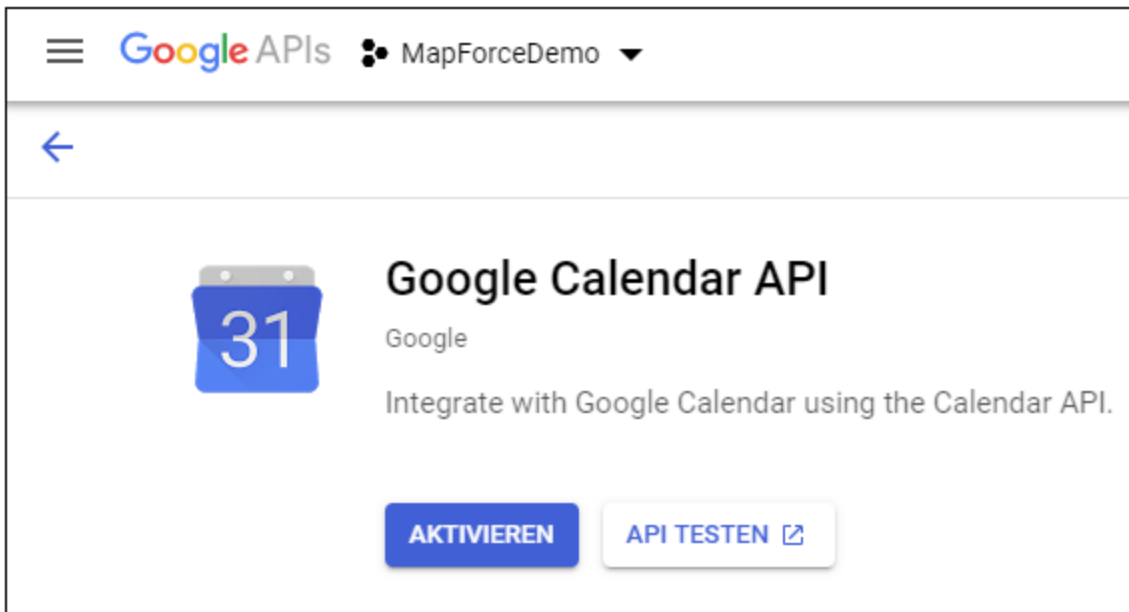 Google APIs MapForceDemo
31
Google Calendar API
Google
Integrate with Google Calendar using the Calendar API.
AKTIVIEREN API TESTEN